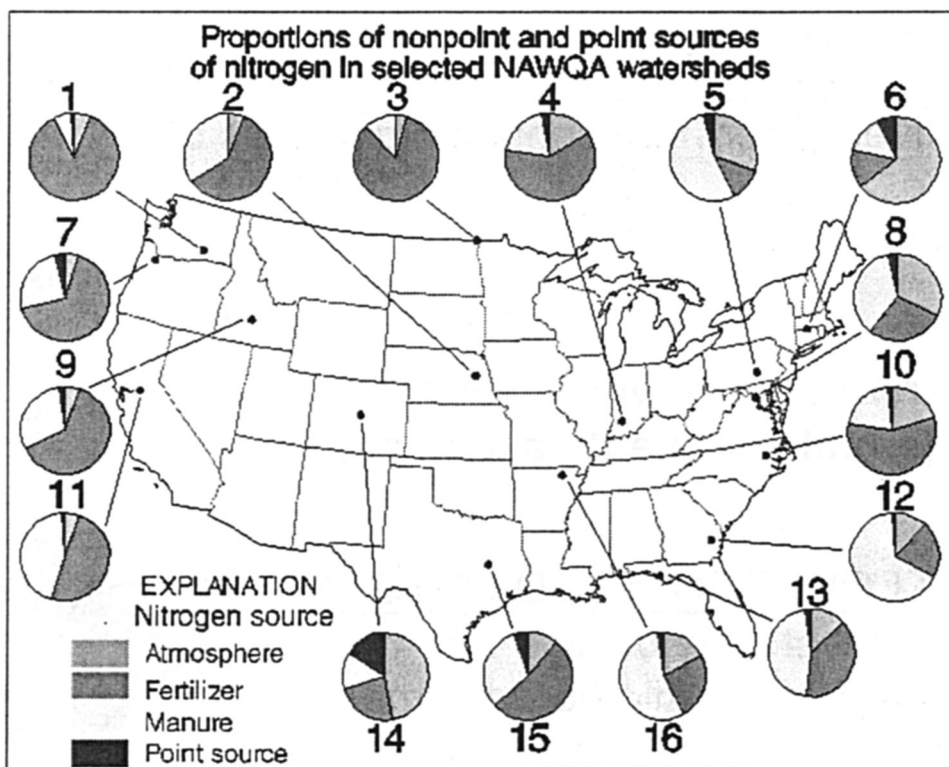 Proportions of nonpoint and point sources
of nitrogen in selected NAWQA watersheds
1 2 3 4 5 6
7 8
9 10
11 12
13
14 15 16
EXPLANATION
Nitrogen source
Atmosphere
Fertilizer
Manure
Point source